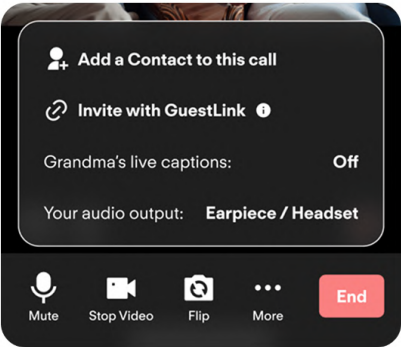 Add a Contact to this call
Invite with GuestLink
Grandma's live captions: Off
Your audio output: Earpiece / Headset
Mute Stop Video Flip More End